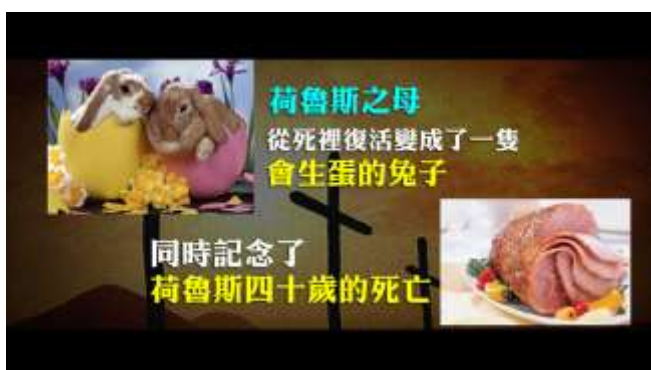 荷魯斯之母
從死裡復活變成了一隻
會生蛋的兔子
同時記念了
荷魯斯四十歲的死亡